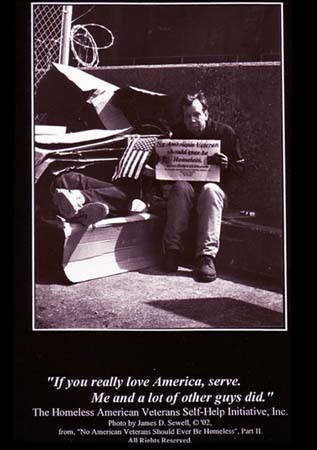 No American Veteran
should ever be
Homeless.
"If you really love America, serve.
Me and a lot of other guys did."
The Homeless American Veterans Self-Help Initiative, Inc.
Photo by James D. Sewell, © '02,
from, "No American Veterans Should Ever Be Homeless", Part II.
All Rights Reserved.